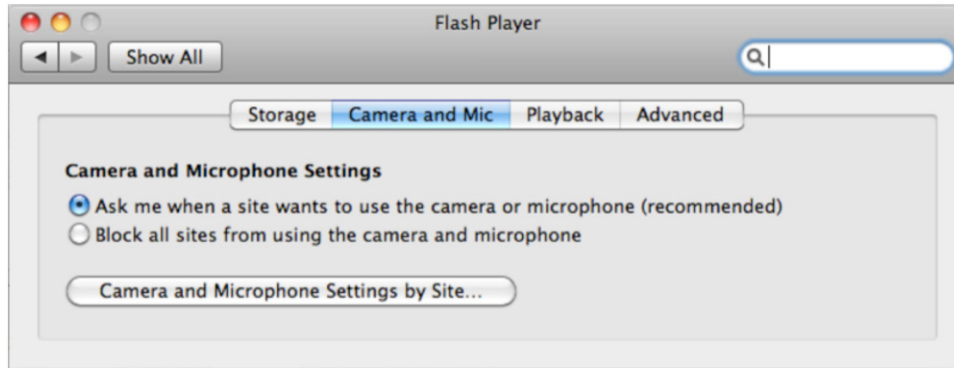 Flash Player
Show All
Storage Camera and Mic Playback Advanced
Camera and Microphone Settings
Ask me when a site wants to use the camera or microphone (recommended)
Block all sites from using the camera and microphone
Camera and Microphone Settings by Site...